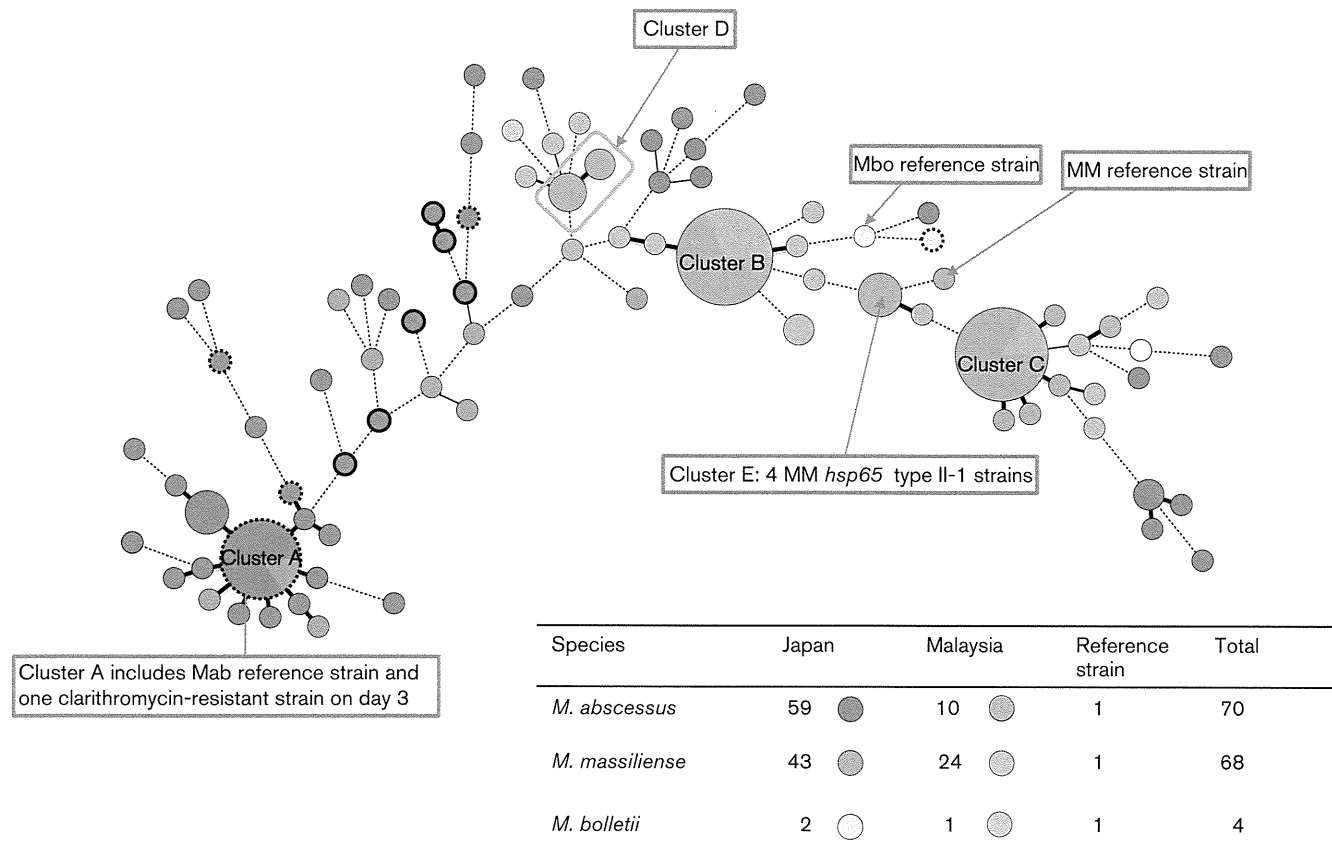 Cluster D
Mbo reference strain
MM reference strain
Cluster B
Cluster C
Cluster E: 4 MM hsp65 type II-1 strains
Cluster A
Cluster A includes Mab reference strain and
one clarithromycin-resistant strain on day 3
Species Japan Malaysia Reference strain Total
M. abscessus 59 10 1 70
M. massiliense 43 24 1 68
M. bolletii 2 1 1 4